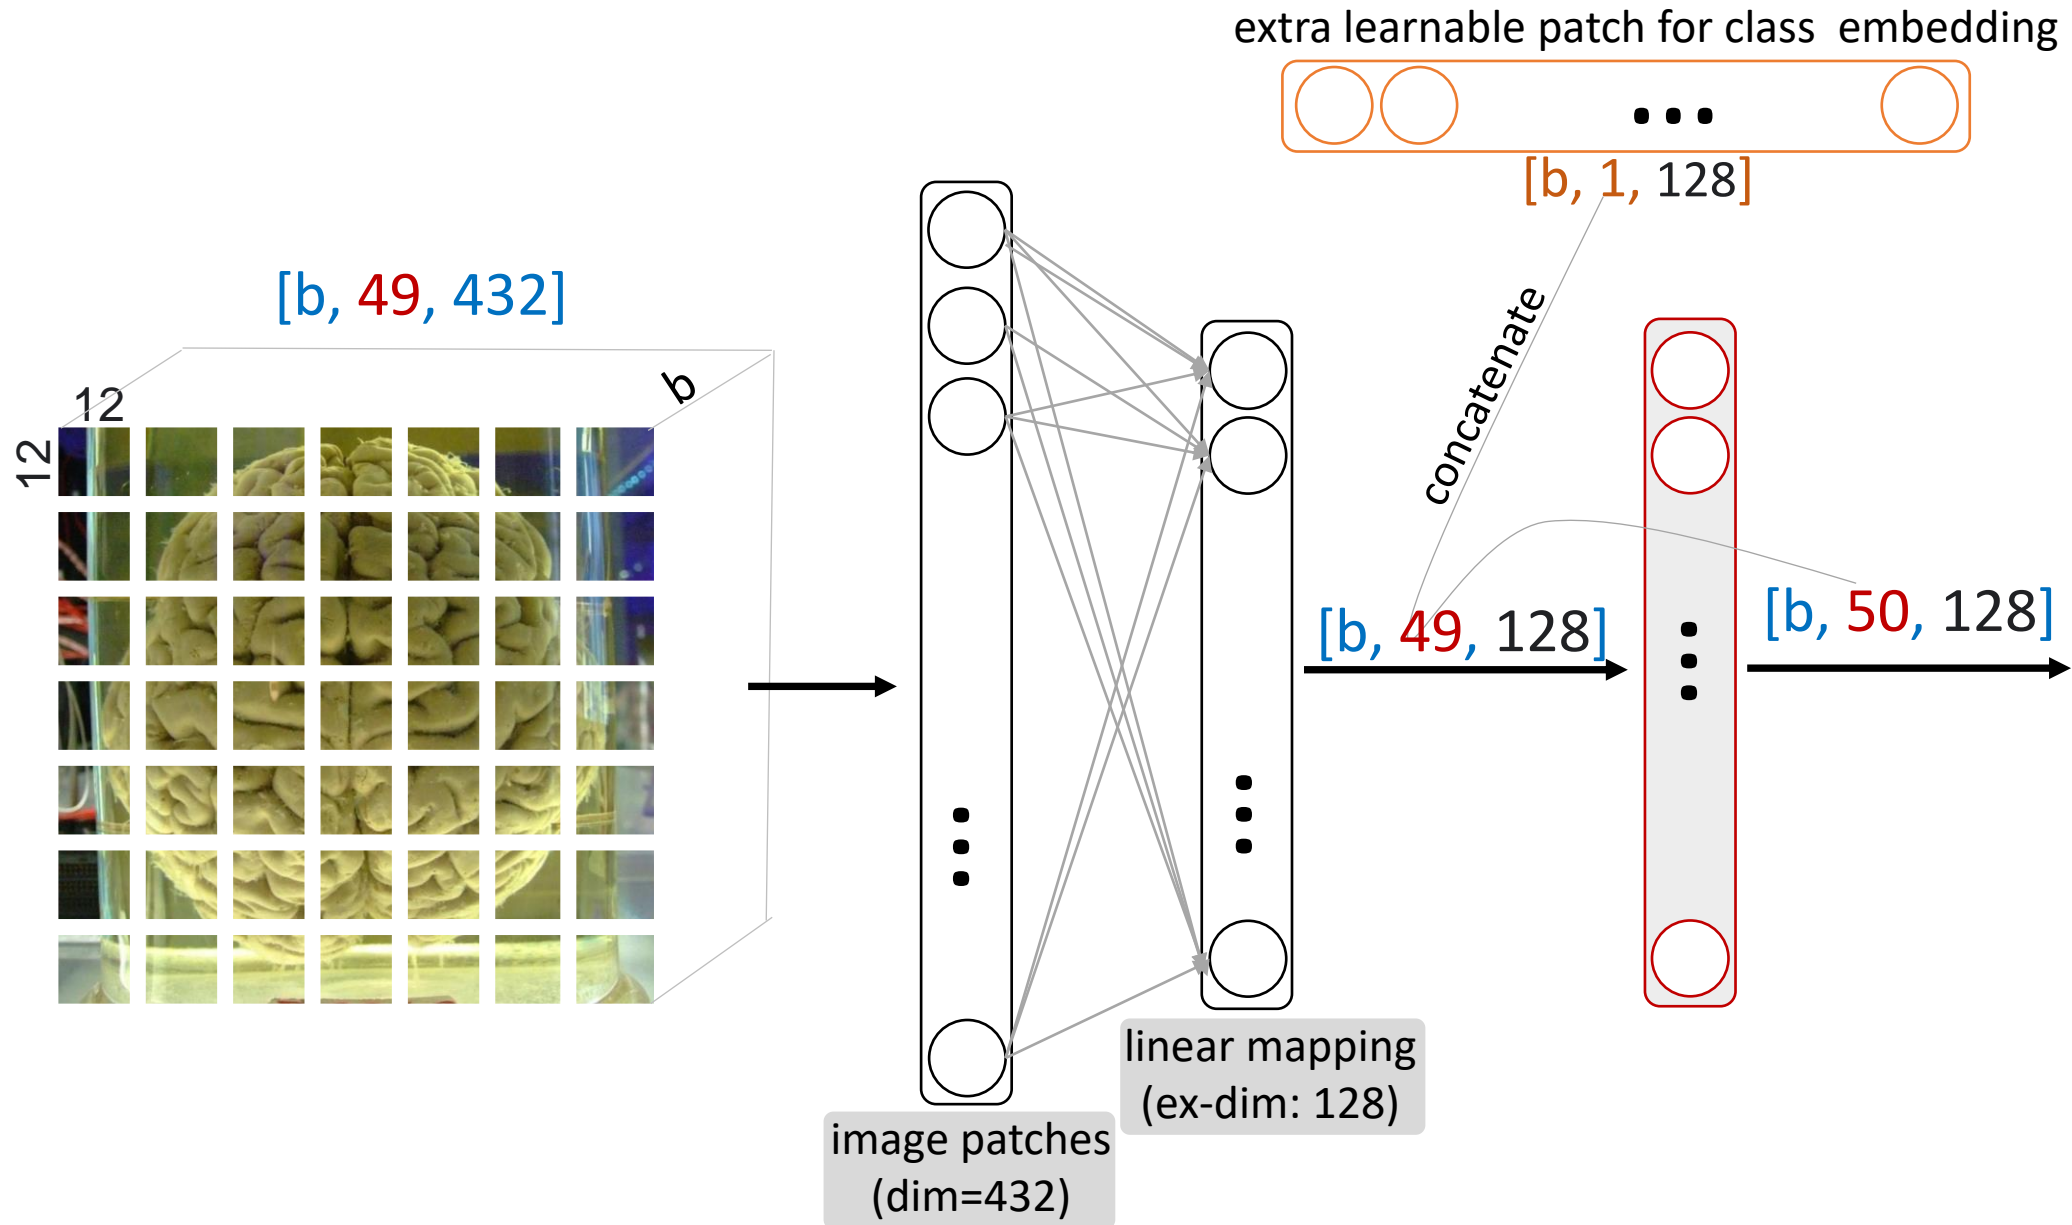 extra learnable patch for class embedding
[b, 1, 128]
[b, 49, 432]
12
12
b
concatenate
[b, 49, 128]
[b, 50, 128]
linear mapping
(ex-dim: 128)
image patches
(dim=432)